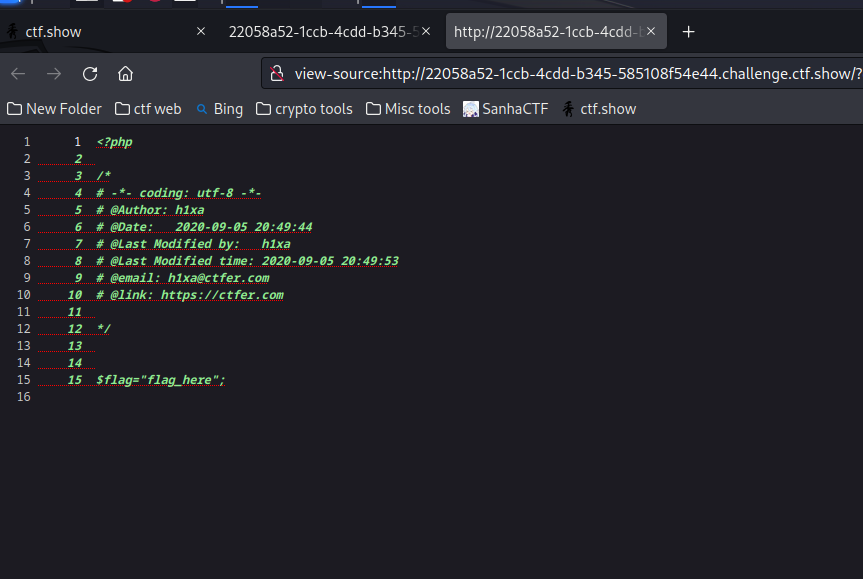 ctf.show
22058a52-1ccb-4cdd-b345-5
http://22058a52-1ccb-4cdd-b
view-source:http://22058a52-1ccb-4cdd-b345-585108f54e44.challenge.ctf.show/?
New Folder ctf web Bing crypto tools Misc tools SanhaCTF ctf.show
1 1 <?php
2 2
3 3 /*
4 4 # -*- coding: utf-8 -*-
5 5 # @Author: h1xa
6 6 # @Date:   2020-09-05 20:49:44
7 7 # @Last Modified by:   h1xa
8 8 # @Last Modified time: 2020-09-05 20:49:53
9 9 # @email: h1xa@ctfer.com
10 10 # @link: https://ctfer.com
11 11
12 12 */
13 13
14 14
15 15 $flag="flag_here";
16